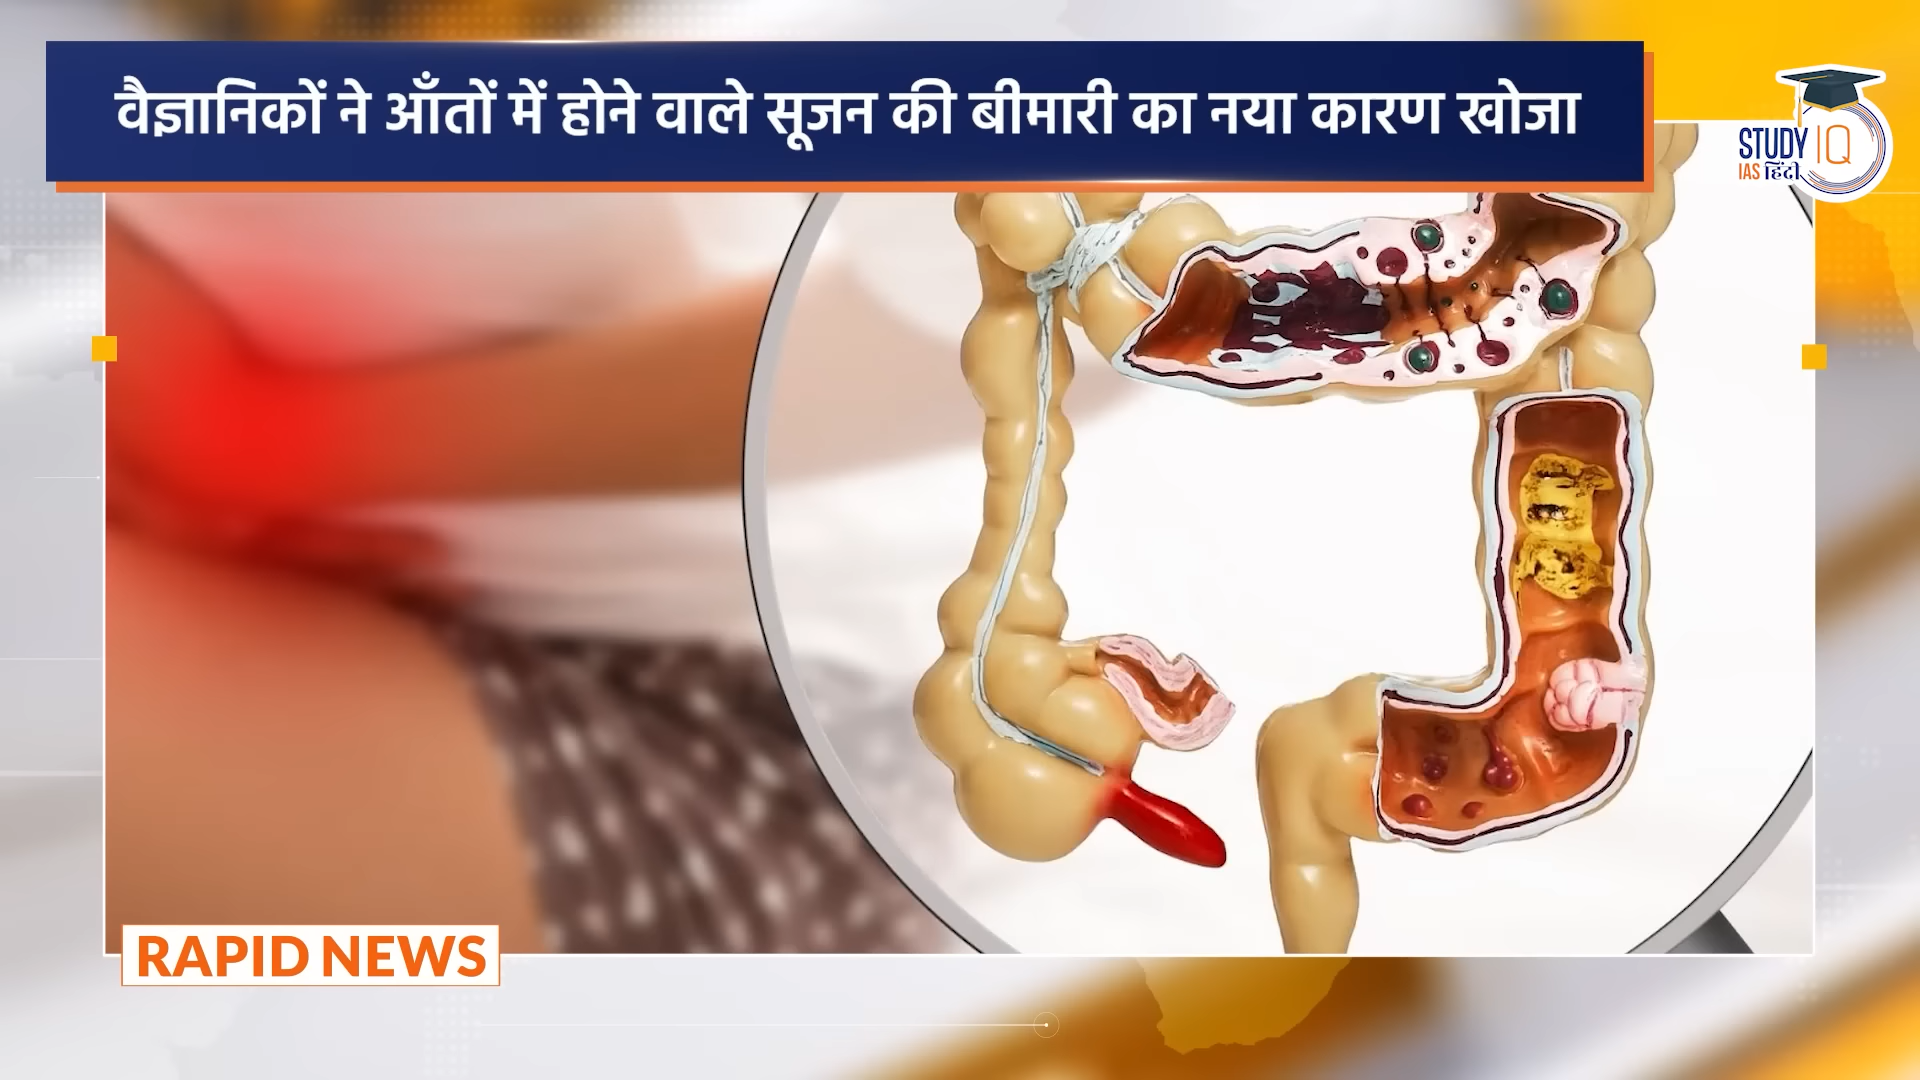 वैज्ञानिकों ने आँतों में होने वाले सूजन की बीमारी का नया कारण खोजा
STUDY IQ
IAS हिंदी
RAPID NEWS